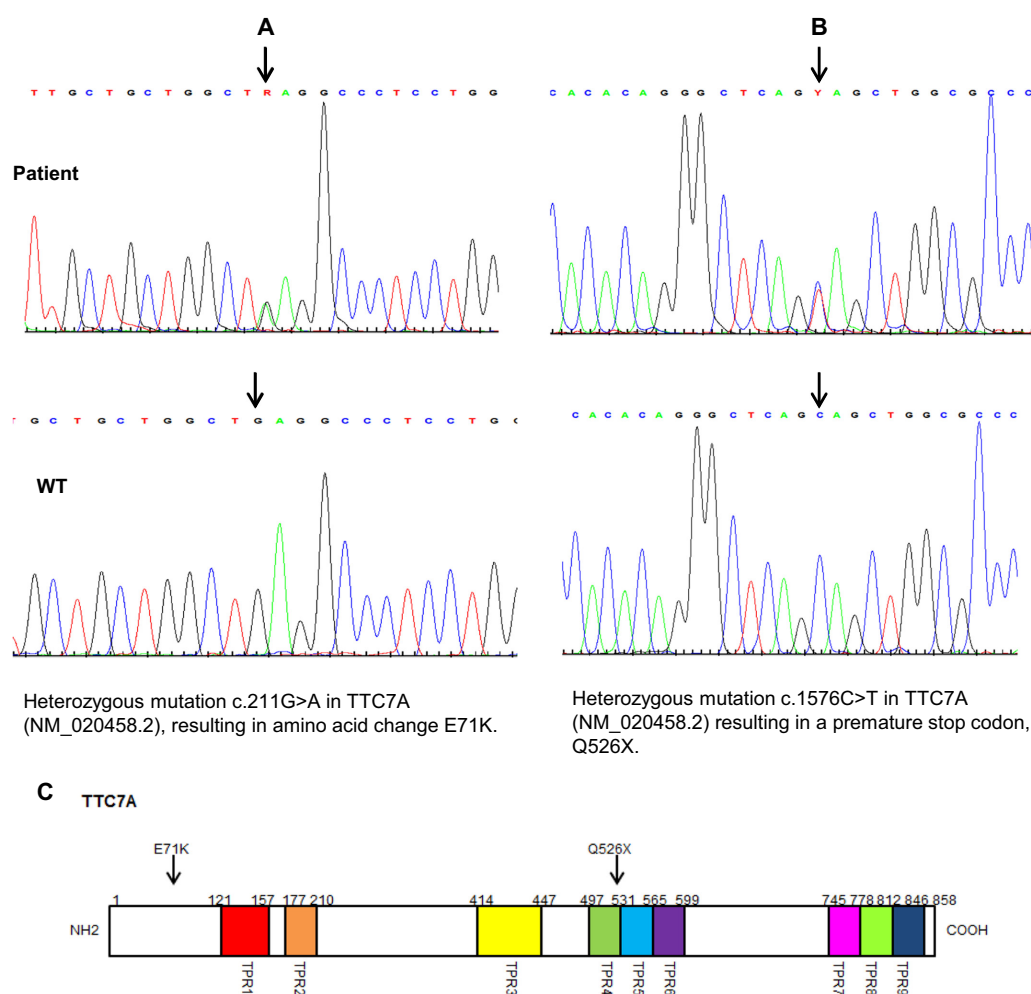 A
B
T T G C T G C T G G C T R A G G C C C T C C T G G
C A C A C A G G G C T C A G Y A G C T G G C G C C C
Patient
T G C T G C T G G C T G A G G C C C T C C T G G
C A C A C A G G G C T C A G C A G C T G G C G C C C
WT
Heterozygous mutation c.211G>A in TTC7A
(NM_020458.2), resulting in amino acid change E71K.
Heterozygous mutation c.1576C>T in TTC7A
(NM_020458.2) resulting in a premature stop codon,
Q526X.
C
TTC7A
E71K
Q526X
1 121 157 177 210 414 447 497 531 565 599 745 778 812 846 858
NH2
COOH
TPR1 TPR2 TPR3 TPR4 TPR5 TPR6 TPR7 TPR8 TPR9